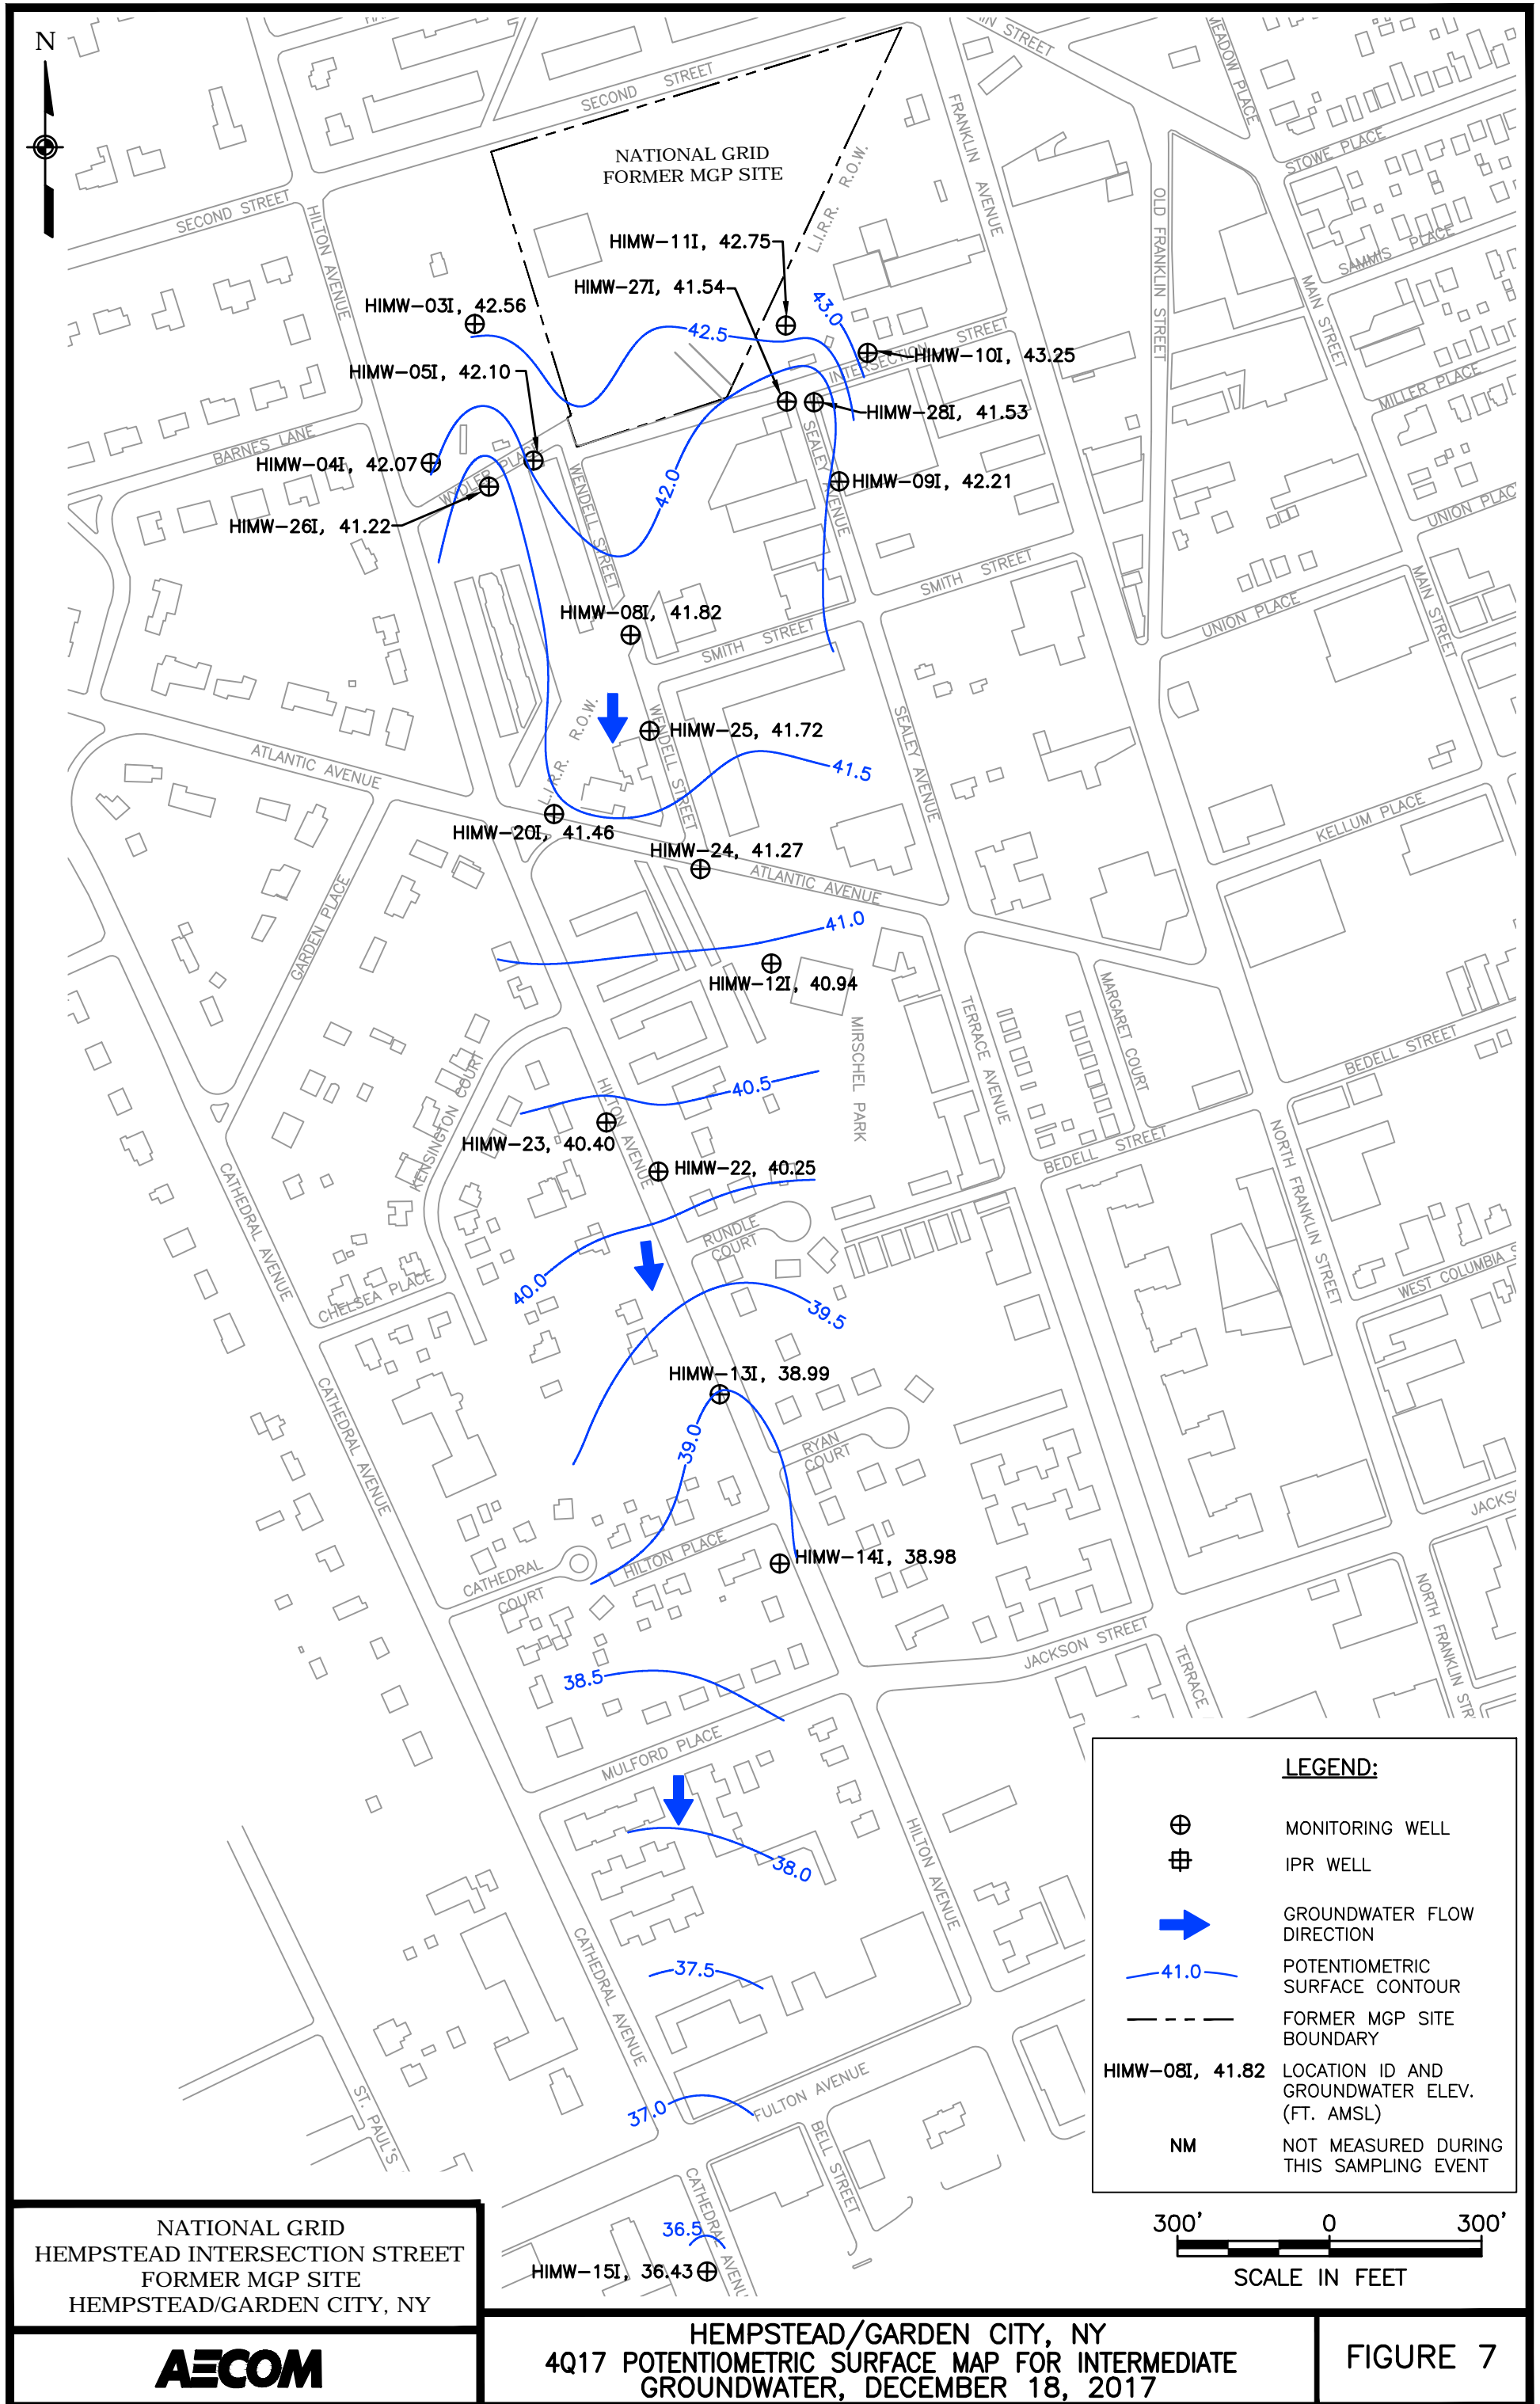 N
MAIN STREET
MEADOW PLACE
SECOND STREET
FRANKLIN AVENUE
STOWE PLACE
NATIONAL GRID
FORMER MGP SITE
L.I.R.R. R.O.W.
SECOND STREET
HILTON AVENUE
OLD FRANKLIN STREET
SAMMIS PLACE
MAIN STREET
HIMW-11I, 42.75
HIMW-27I, 41.54
HIMW-03I, 42.56
43.0
42.5
INTERSECTION STREET
HIMW-10I, 43.25
HIMW-05I, 42.10
MILLER PLACE
HIMW-28I, 41.53
BARNES LANE
HIMW-04I, 42.07
WYDLER PLACE
WENDELL STREET
42.0
SEALEY AVENUE
HIMW-09I, 42.21
HIMW-26I, 41.22
UNION PLACE
SMITH STREET
MAIN STREET
HIMW-08I, 41.82
UNION PLACE
SMITH STREET
L.I.R.R. R.O.W.
WENDELL STREET
HIMW-25, 41.72
SEALEY AVENUE
ATLANTIC AVENUE
41.5
KELLUM PLACE
HIMW-20I, 41.46
HIMW-24, 41.27
ATLANTIC AVENUE
GARDEN PLACE
41.0
HIMW-12I, 40.94
MIRSCHEL PARK
TERRACE AVENUE
MARGARET COURT
BEDELL STREET
KENSINGTON COURT
HILTON AVENUE
40.5
HIMW-23, 40.40
BEDELL STREET
NORTH FRANKLIN STREET
HIMW-22, 40.25
CATHEDRAL AVENUE
RUNDLE
COURT
WEST COLUMBIA S
CHELSEA PLACE
40.0
39.5
HIMW-13I, 38.99
CATHEDRAL AVENUE
39.0
RYAN
COURT
JACKS
HIMW-14I, 38.98
CATHEDRAL
COURT
HILTON PLACE
NORTH FRANKLIN STR
JACKSON STREET
TERRACE
38.5
MULFORD PLACE
HILTON AVENUE
38.0
CATHEDRAL AVENUE
37.5
FULTON AVENUE
37.0
ST. PAUL'S
BELL STREET
CATHEDRAL AVENU
36.5
HIMW-15I, 36.43
LEGEND:
MONITORING WELL
IPR WELL
GROUNDWATER FLOW
DIRECTION
41.0
POTENTIOMETRIC
SURFACE CONTOUR
FORMER MGP SITE
BOUNDARY
HIMW-08I, 41.82
LOCATION ID AND
GROUNDWATER ELEV.
(FT. AMSL)
NM
NOT MEASURED DURING
THIS SAMPLING EVENT
300' 0 300'
SCALE IN FEET
NATIONAL GRID
HEMPSTEAD INTERSECTION STREET
FORMER MGP SITE
HEMPSTEAD/GARDEN CITY, NY
AECOM
HEMPSTEAD/GARDEN CITY, NY
4Q17 POTENTIOMETRIC SURFACE MAP FOR INTERMEDIATE
GROUNDWATER, DECEMBER 18, 2017
FIGURE 7